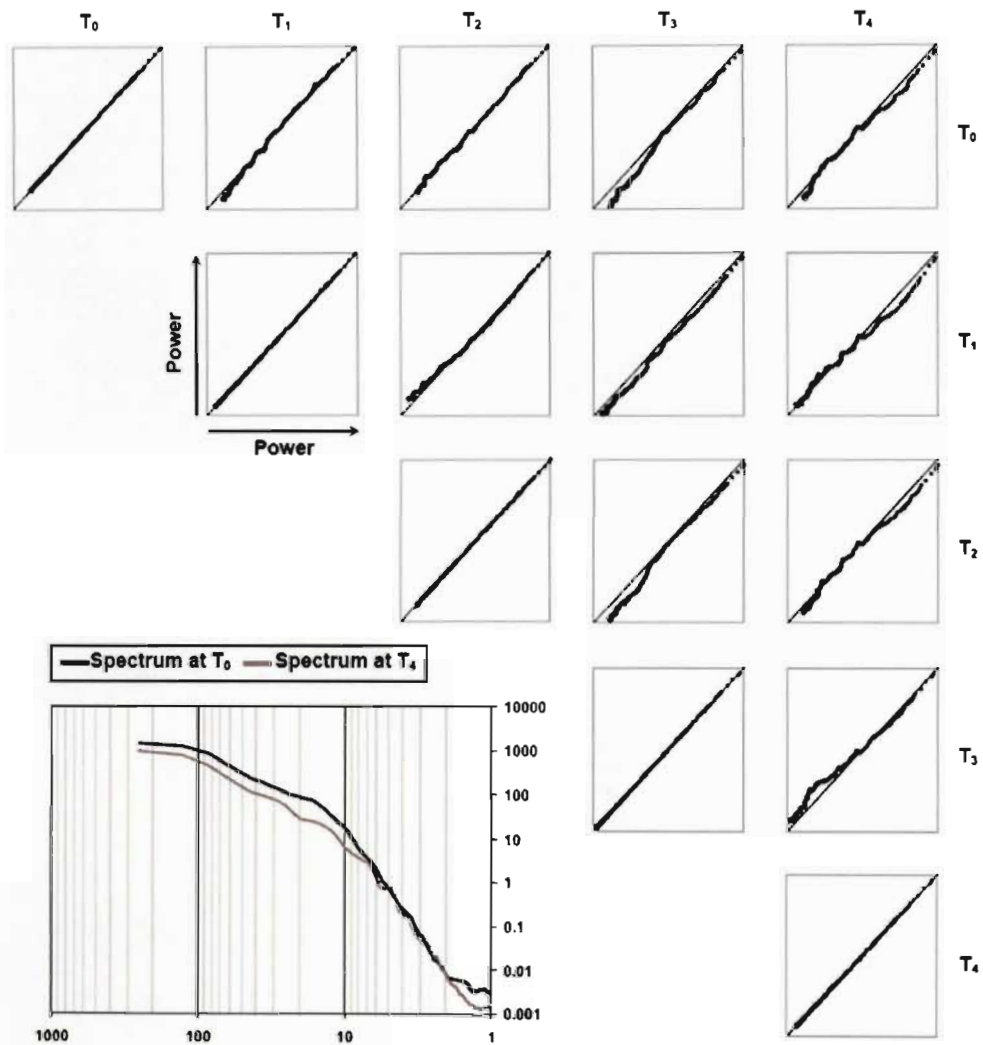 T₀ T₁ T₂ T₃ T₄
T₀
Power
Power
T₁
T₂
Spectrum at T₀ Spectrum at T₄
T₃
10000
1000
100
10
1
0.1
0.01
0.001
T₄
1000 100 10 1